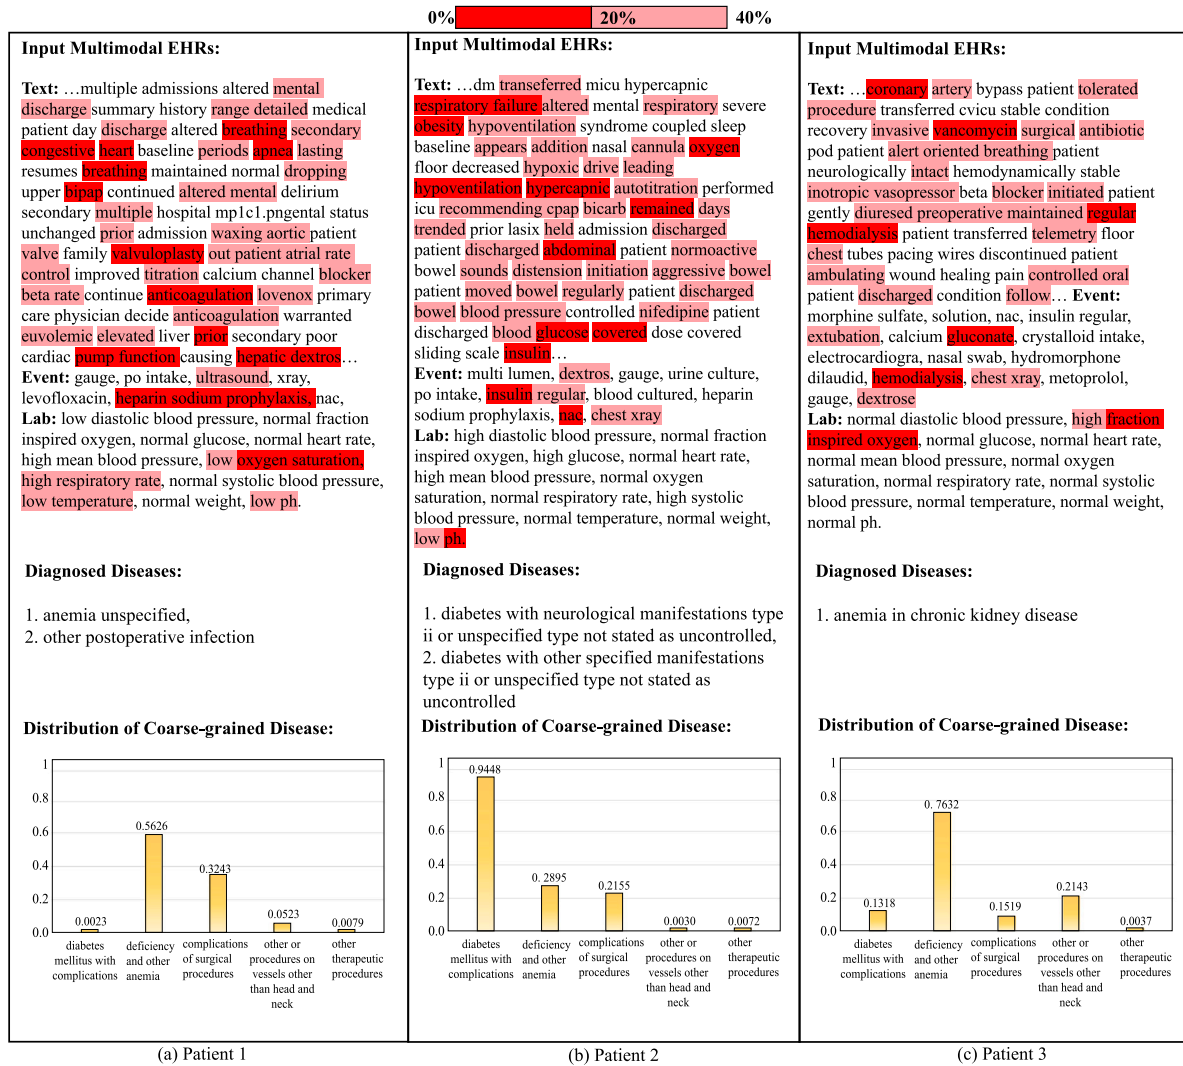 0% 20% 40%
Input Multimodal EHRs:
Text: …multiple admissions altered mental
discharge summary history range detailed medical
patient day discharge altered breathing secondary
congestive heart baseline periods apnea lasting
resumes breathing maintained normal dropping
upper bipap continued altered mental delirium
secondary multiple hospital mp1c1.pngental status
unchanged prior admission waxing aortic patient
valve family valvuloplasty out patient atrial rate
control improved titration calcium channel blocker
beta rate continue anticoagulation lovenox primary
care physician decide anticoagulation warranted
euvolemic elevated liver prior secondary poor
cardiac pump function causing hepatic dextros…
Event: gauge, po intake, ultrasound, xray,
levofloxacin, heparin sodium prophylaxis, nac,
Lab: low diastolic blood pressure, normal fraction
inspired oxygen, normal glucose, normal heart rate,
high mean blood pressure, low oxygen saturation,
high respiratory rate, normal systolic blood pressure,
low temperature, normal weight, low ph.
Diagnosed Diseases:
1. anemia unspecified,
2. other postoperative infection
Distribution of Coarse-grained Disease:
1
0.8
0.6
0.4
0.2
0.0
0.0023
0.5626
0.3243
0.0523
0.0079
diabetes
mellitus with
complications
deficiency
and other
anemia
complications
of surgical
procedures
other or
procedures on
vessels other
than head and
neck
other
therapeutic
procedures
(a) Patient 1
Input Multimodal EHRs:
Text: …dm transeferred micu hypercapnic
respiratory failure altered mental respiratory severe
obesity hypoventilation syndrome coupled sleep
baseline appears addition nasal cannula oxygen
floor decreased hypoxic drive leading
hypoventilation hypercapnic autotitration performed
icu recommending cpap bicarb remained days
trended prior lasix held admission discharged
patient discharged abdominal patient normoactive
bowel sounds distension initiation aggressive bowel
patient moved bowel regularly patient discharged
bowel blood pressure controlled nifedipine patient
discharged blood glucose covered dose covered
sliding scale insulin…
Event: multi lumen, dextros, gauge, urine culture,
po intake, insulin regular, blood cultured, heparin
sodium prophylaxis, nac, chest xray
Lab: high diastolic blood pressure, normal fraction
inspired oxygen, high glucose, normal heart rate,
high mean blood pressure, normal oxygen
saturation, normal respiratory rate, high systolic
blood pressure, normal temperature, normal weight,
low ph.
Diagnosed Diseases:
1. diabetes with neurological manifestations type
ii or unspecified type not stated as uncontrolled,
2. diabetes with other specified manifestations
type ii or unspecified type not stated as
uncontrolled
Distribution of Coarse-grained Disease:
1
0.8
0.6
0.4
0.2
0.0
0.9448
0. 2895
0.2155
0.0030
0.0072
diabetes
mellitus with
complications
deficiency
and other
anemia
complications
of surgical
procedures
other or
procedures on
vessels other
than head and
neck
other
therapeutic
procedures
(b) Patient 2
Input Multimodal EHRs:
Text: …coronary artery bypass patient tolerated
procedure transferred cvicu stable condition
recovery invasive vancomycin surgical antibiotic
pod patient alert oriented breathing patient
neurologically intact hemodynamically stable
inotropic vasopressor beta blocker initiated patient
gently diuresed preoperative maintained regular
hemodialysis patient transferred telemetry floor
chest tubes pacing wires discontinued patient
ambulating wound healing pain controlled oral
patient discharged condition follow… Event:
morphine sulfate, solution, nac, insulin regular,
extubation, calcium gluconate, crystalloid intake,
electrocardiogra, nasal swab, hydromorphone
dilaudid, hemodialysis, chest xray, metoprolol,
gauge, dextrose
Lab: normal diastolic blood pressure, high fraction
inspired oxygen, normal glucose, normal heart rate,
normal mean blood pressure, normal oxygen
saturation, normal respiratory rate, normal systolic
blood pressure, normal temperature, normal weight,
normal ph.
Diagnosed Diseases:
1. anemia in chronic kidney disease
Distribution of Coarse-grained Disease:
1
0.8
0.6
0.4
0.2
0.0
0.1318
0. 7632
0.1519
0.2143
0.0037
diabetes
mellitus with
complications
deficiency
and other
anemia
complications
of surgical
procedures
other or
procedures on
vessels other
than head and
neck
other
therapeutic
procedures
(c) Patient 3